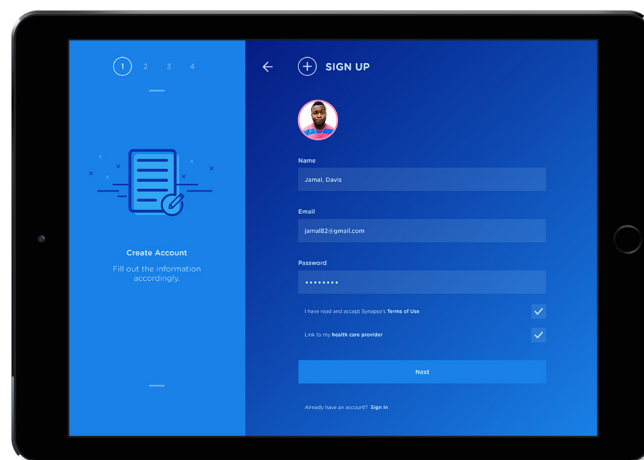 1 2 3 4
Create Account
Fill out the information
accordingly.
SIGN UP
Name
Jamal, Davis
Email
jamal82@gmail.com
Password
I have read and accept Synapse's Terms of Use
Link to my health care provider
Next
Already have an account? Sign In